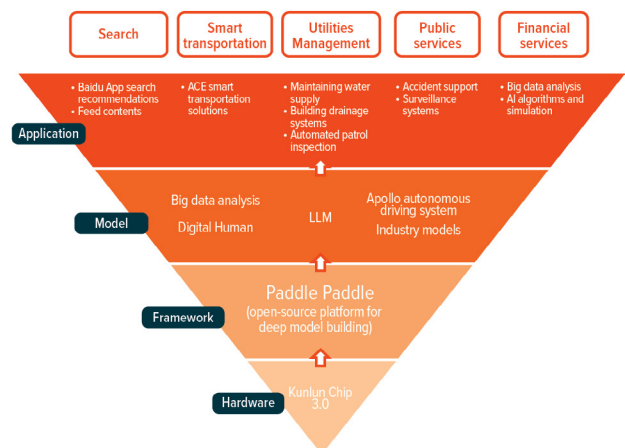 Search
Smart
transportation
Utilities
Management
Public
services
Financial
services
• Baidu App search
recommendations
• Feed contents
• ACE smart
transportation
solutions
• Maintaining water
supply
• Building drainage
systems
• Automated patrol
inspection
• Accident support
• Surveillance
systems
• Big data analysis
• AI algorithms and
simulation
Application
Big data analysis
Digital Human
LLM
Apollo autonomous
driving system
Industry models
Model
Paddle Paddle
(open-source platform for
deep model building)
Framework
Kunlun Chip
3.0
Hardware